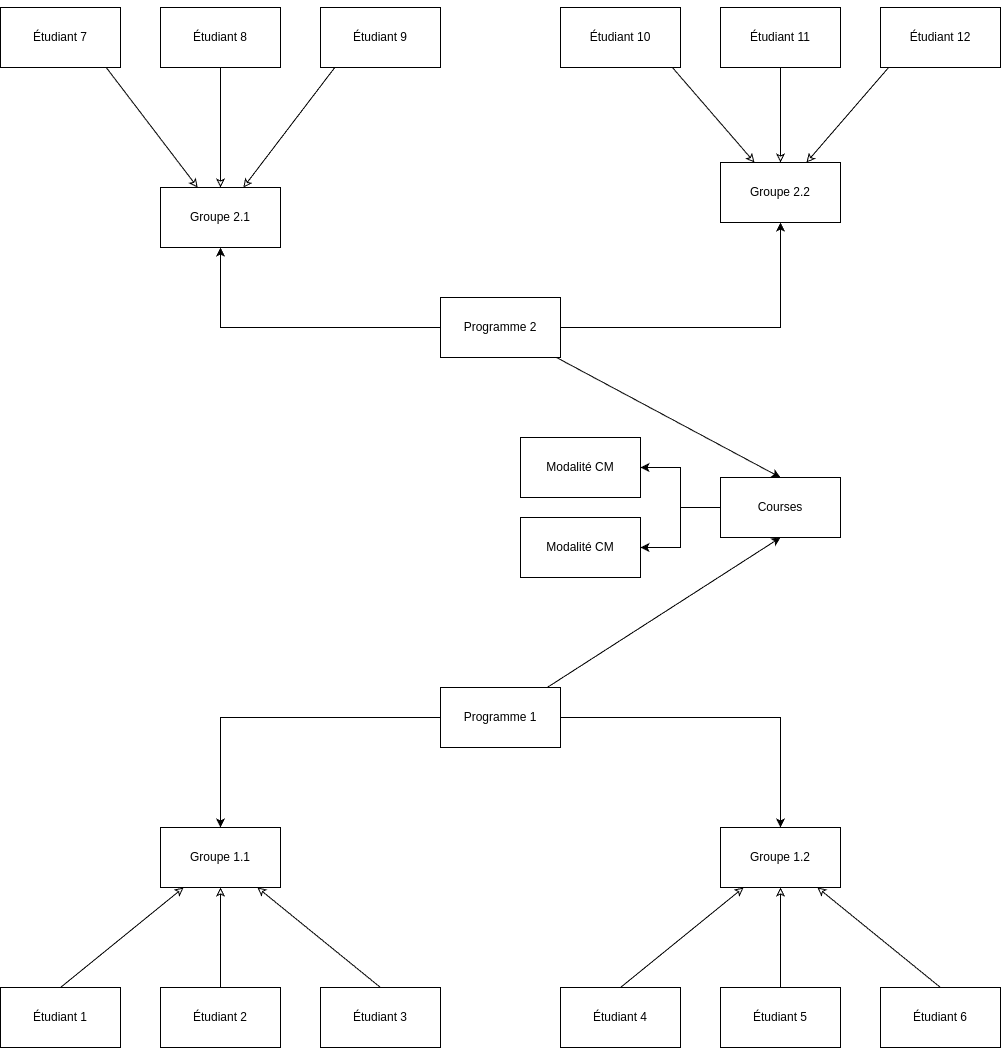 Étudiant 7
Étudiant 8
Étudiant 9
Étudiant 10
Étudiant 11
Étudiant 12
Groupe 2.1
Groupe 2.2
Programme 2
Modalité CM
Courses
Modalité CM
Programme 1
Groupe 1.1
Groupe 1.2
Étudiant 1
Étudiant 2
Étudiant 3
Étudiant 4
Étudiant 5
Étudiant 6